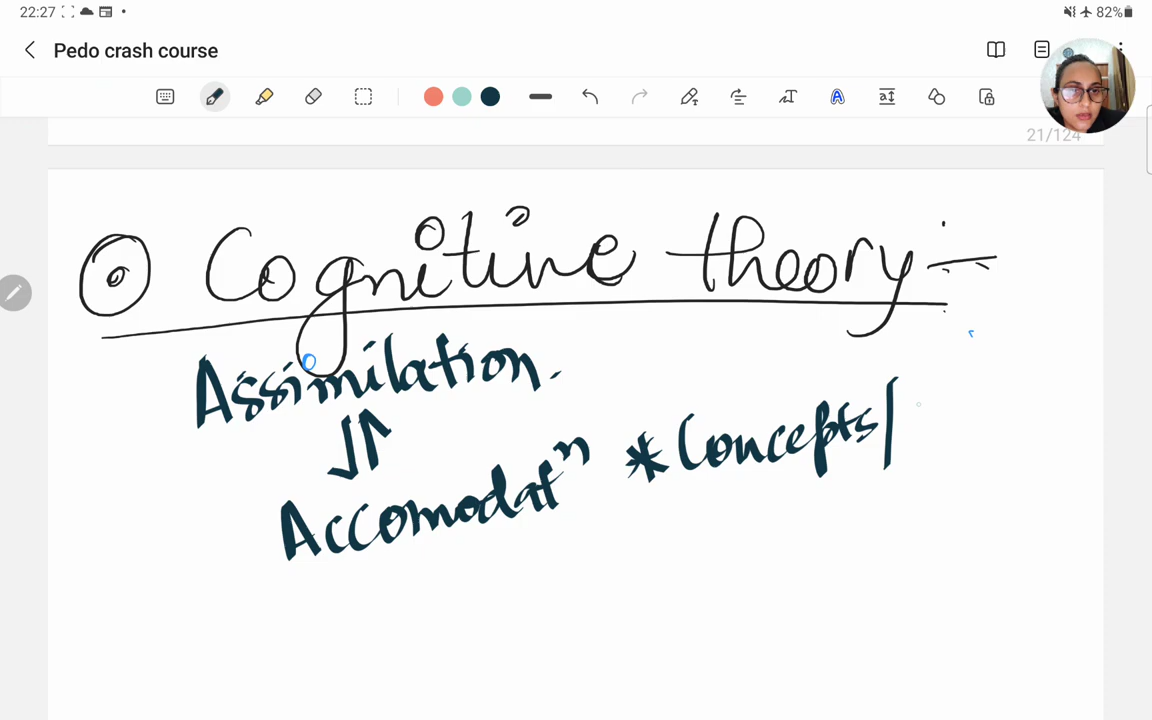 22:27
82%
Pedo crash course
21/124
Cognitive theory:-
Assimilation.
Accomodatⁿ *Concepts/